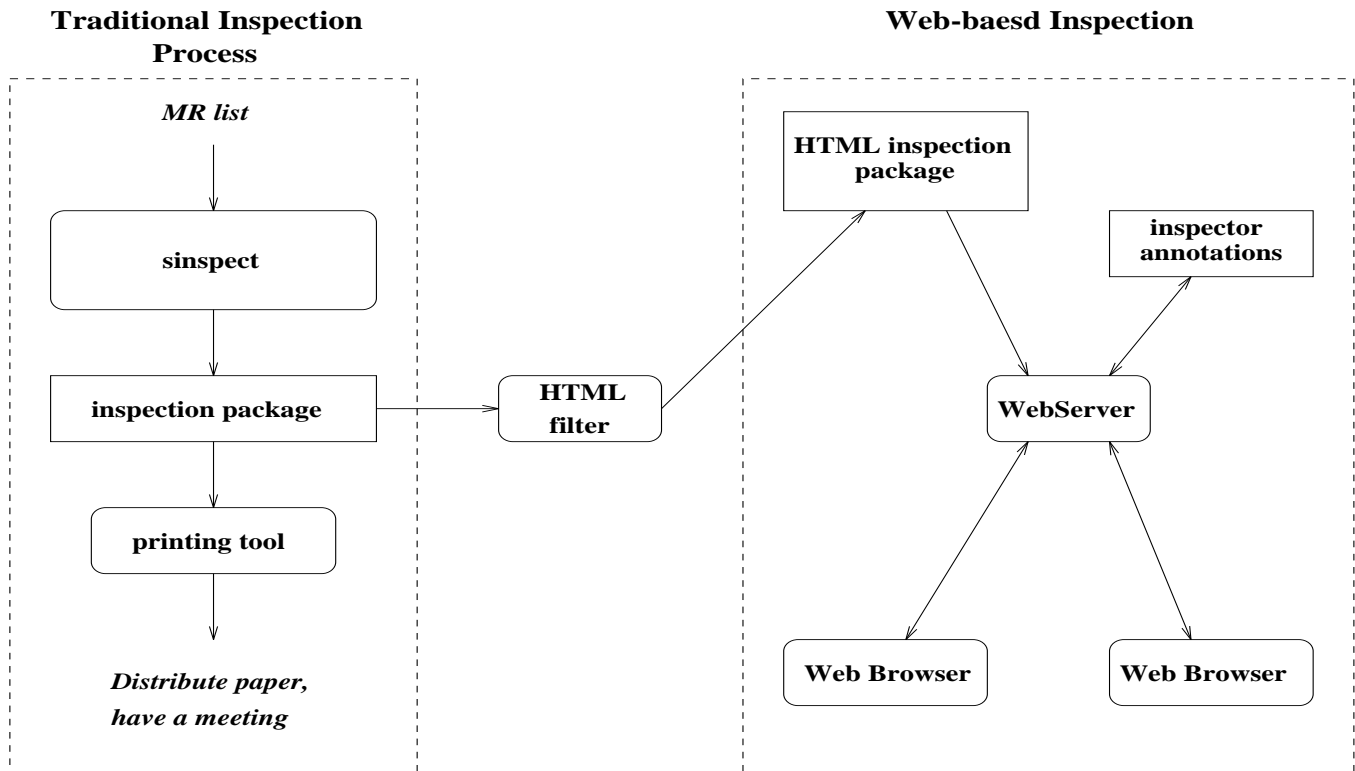 Traditional Inspection
Process
Web-baesd Inspection
MR list
sinspect
inspection package
printing tool
Distribute paper,
have a meeting
HTML
filter
HTML inspection
package
inspector
annotations
WebServer
Web Browser
Web Browser